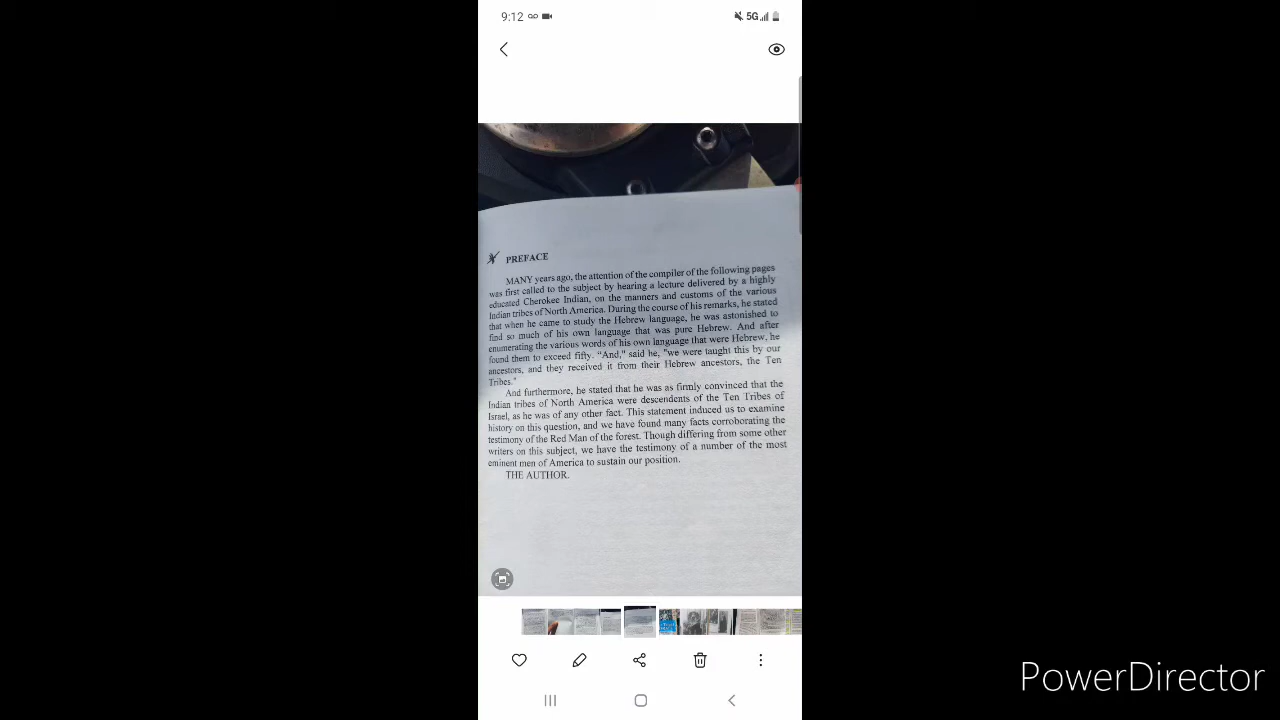 9:12
5G
PREFACE
MANY years ago, the attention of the compiler of the following pages
was first called to the subject by hearing a lecture delivered by a highly
educated Cherokee Indian, on the manners and customs of the various
Indian tribes of North America. During the course of his remarks, he stated
that when he came to study the Hebrew language, he was astonished to
find so much of his own language that was pure Hebrew. And after
enumerating the various words of his own language that were Hebrew, he
found them to exceed fifty. "And," said he, "we were taught this by our
ancestors, and they received it from their Hebrew ancestors, the Ten
Tribes."
And furthermore, he stated that he was as firmly convinced that the
Indian tribes of North America were descendents of the Ten Tribes of
Israel, as he was of any other fact. This statement induced us to examine
history on this question, and we have found many facts corroborating the
testimony of the Red Man of the forest. Though differing from some other
writers on this subject, we have the testimony of a number of the most
eminent men of America to sustain our position.
THE AUTHOR.
PowerDirector